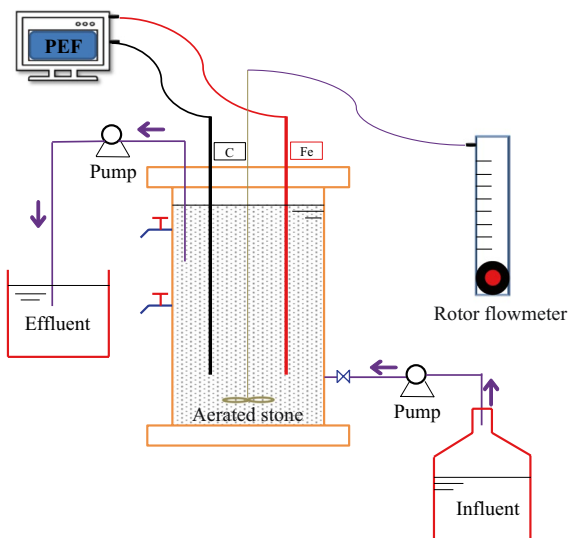 PEF
C
Fe
Pump
Rotor flowmeter
Effluent
Aerated stone
Pump
Influent